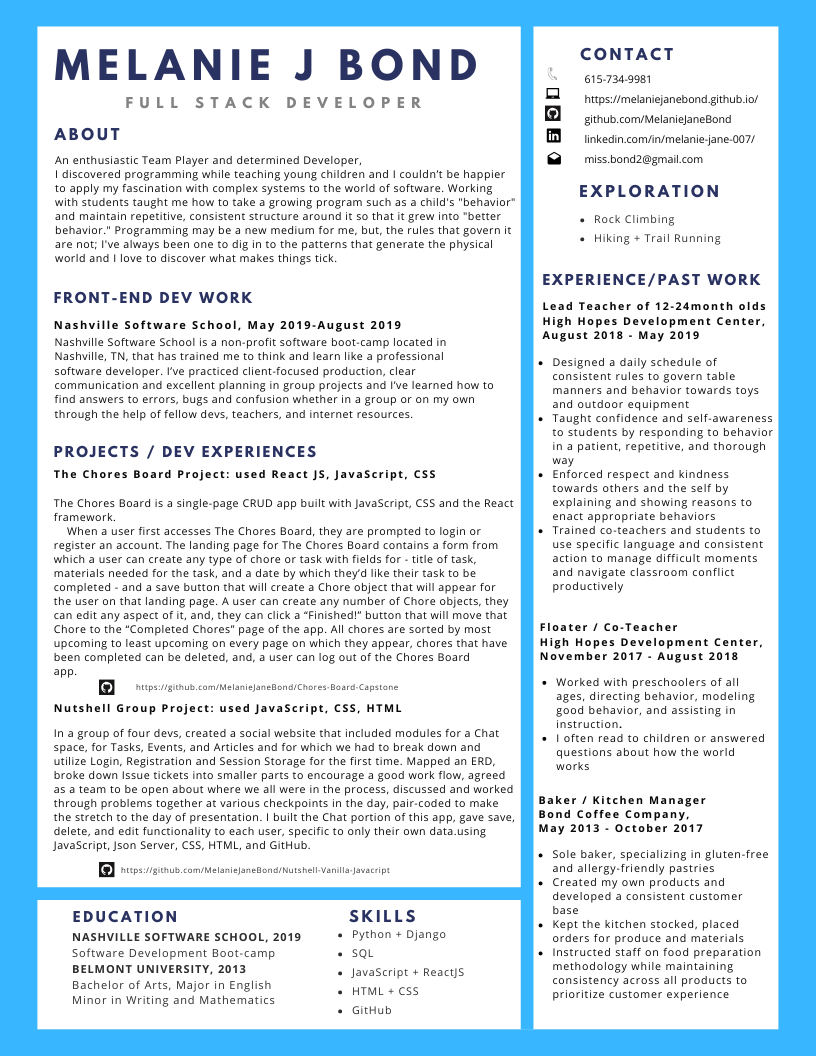 MELANIE J BOND
FULL STACK DEVELOPER
ABOUT
An enthusiastic Team Player and determined Developer,
I discovered programming while teaching young children and I couldn’t be happier
to apply my fascination with complex systems to the world of software. Working
with students taught me how to take a growing program such as a child's "behavior"
and maintain repetitive, consistent structure around it so that it grew into "better
behavior." Programming may be a new medium for me, but, the rules that govern it
are not; I've always been one to dig in to the patterns that generate the physical
world and I love to discover what makes things tick.
FRONT-END DEV WORK
Nashville Software School, May 2019-August 2019
Nashville Software School is a non-profit software boot-camp located in
Nashville, TN, that has trained me to think and learn like a professional
software developer. I’ve practiced client-focused production, clear
communication and excellent planning in group projects and I’ve learned how to
find answers to errors, bugs and confusion whether in a group or on my own
through the help of fellow devs, teachers, and internet resources.
PROJECTS / DEV EXPERIENCES
The Chores Board Project: used React JS, JavaScript, CSS
The Chores Board is a single-page CRUD app built with JavaScript, CSS and the React
framework.
When a user first accesses The Chores Board, they are prompted to login or
register an account. The landing page for The Chores Board contains a form from
which a user can create any type of chore or task with fields for - title of task,
materials needed for the task, and a date by which they’d like their task to be
completed - and a save button that will create a Chore object that will appear for
the user on that landing page. A user can create any number of Chore objects, they
can edit any aspect of it, and, they can click a “Finished!” button that will move that
Chore to the “Completed Chores” page of the app. All chores are sorted by most
upcoming to least upcoming on every page on which they appear, chores that have
been completed can be deleted, and, a user can log out of the Chores Board
app.
https://github.com/MelanieJaneBond/Chores-Board-Capstone
Nutshell Group Project: used JavaScript, CSS, HTML
In a group of four devs, created a social website that included modules for a Chat
space, for Tasks, Events, and Articles and for which we had to break down and
utilize Login, Registration and Session Storage for the first time. Mapped an ERD,
broke down Issue tickets into smaller parts to encourage a good work flow, agreed
as a team to be open about where we all were in the process, discussed and worked
through problems together at various checkpoints in the day, pair-coded to make
the stretch to the day of presentation. I built the Chat portion of this app, gave save,
delete, and edit functionality to each user, specific to only their own data.using
JavaScript, Json Server, CSS, HTML, and GitHub.
https://github.com/MelanieJaneBond/Nutshell-Vanilla-Javacript
EDUCATION
NASHVILLE SOFTWARE SCHOOL, 2019
Software Development Boot-camp
BELMONT UNIVERSITY, 2013
Bachelor of Arts, Major in English
Minor in Writing and Mathematics
SKILLS
• Python + Django
• SQL
• JavaScript + ReactJS
• HTML + CSS
• GitHub
CONTACT
615-734-9981
https://melaniejanebond.github.io/
github.com/MelanieJaneBond
linkedin.com/in/melanie-jane-007/
miss.bond2@gmail.com
EXPLORATION
• Rock Climbing
• Hiking + Trail Running
EXPERIENCE/PAST WORK
Lead Teacher of 12-24month olds
High Hopes Development Center,
August 2018 - May 2019
• Designed a daily schedule of
consistent rules to govern table
manners and behavior towards toys
and outdoor equipment
• Taught confidence and self-awareness
to students by responding to behavior
in a patient, repetitive, and thorough
way
• Enforced respect and kindness
towards others and the self by
explaining and showing reasons to
enact appropriate behaviors
• Trained co-teachers and students to
use specific language and consistent
action to manage difficult moments
and navigate classroom conflict
productively
Floater / Co-Teacher
High Hopes Development Center,
November 2017 - August 2018
• Worked with preschoolers of all
ages, directing behavior, modeling
good behavior, and assisting in
instruction.
• I often read to children or answered
questions about how the world
works
Baker / Kitchen Manager
Bond Coffee Company,
May 2013 - October 2017
• Sole baker, specializing in gluten-free
and allergy-friendly pastries
• Created my own products and
developed a consistent customer
base
• Kept the kitchen stocked, placed
orders for produce and materials
• Instructed staff on food preparation
methodology while maintaining
consistency across all products to
prioritize customer experience